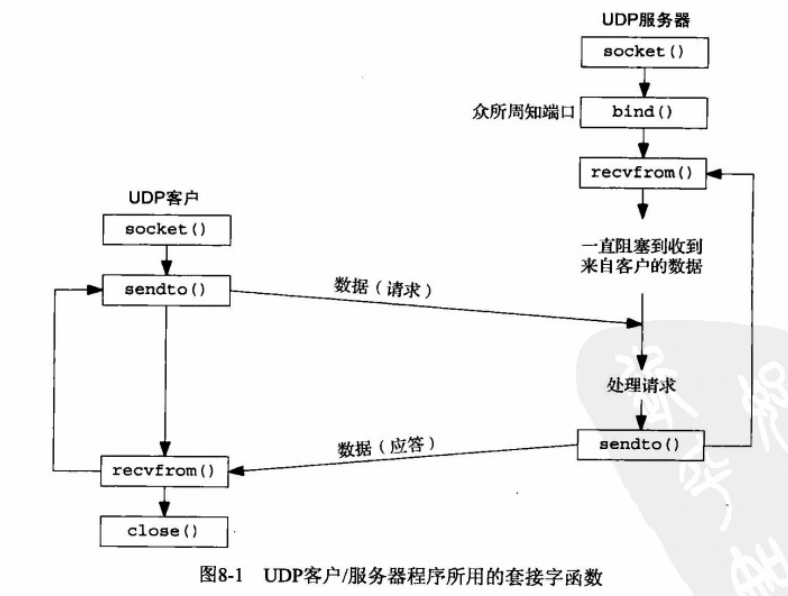 UDP服务器
socket()
众所周知端口
bind()
recvfrom()
一直阻塞到收到
来自客户的数据
UDP客户
socket()
sendto()
数据（请求）
处理请求
sendto()
数据（应答）
recvfrom()
close()
图8-1 UDP客户/服务器程序所用的套接字函数